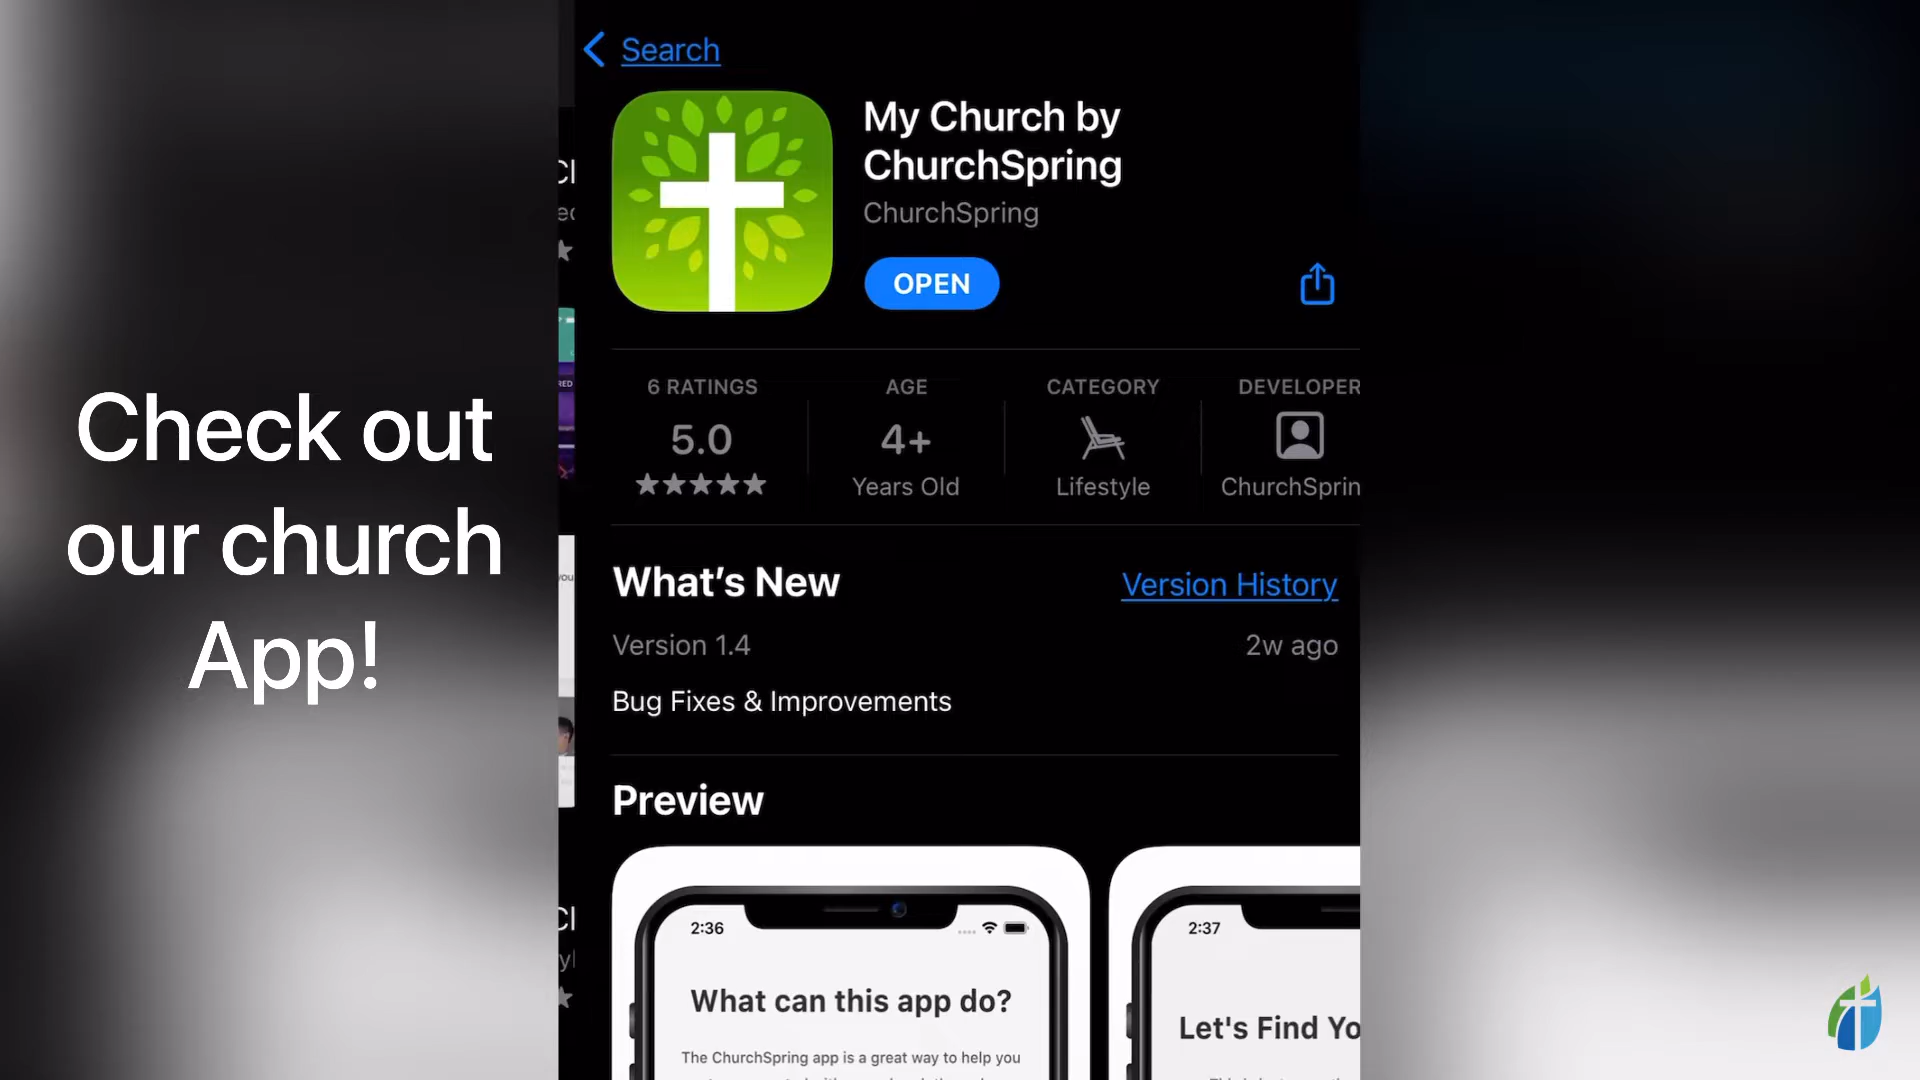 Check out
our church
App!
Search
My Church by
ChurchSpring
ChurchSpring
OPEN
6 RATINGS
AGE
CATEGORY
DEVELOPER
5.0
4+
Years Old
Lifestyle
ChurchSprin
What's New
Version History
Version 1.4
2w ago
Bug Fixes & Improvements
Preview
2:36
2:37
What can this app do?
Let's Find Yo
The ChurchSpring app is a great way to help you